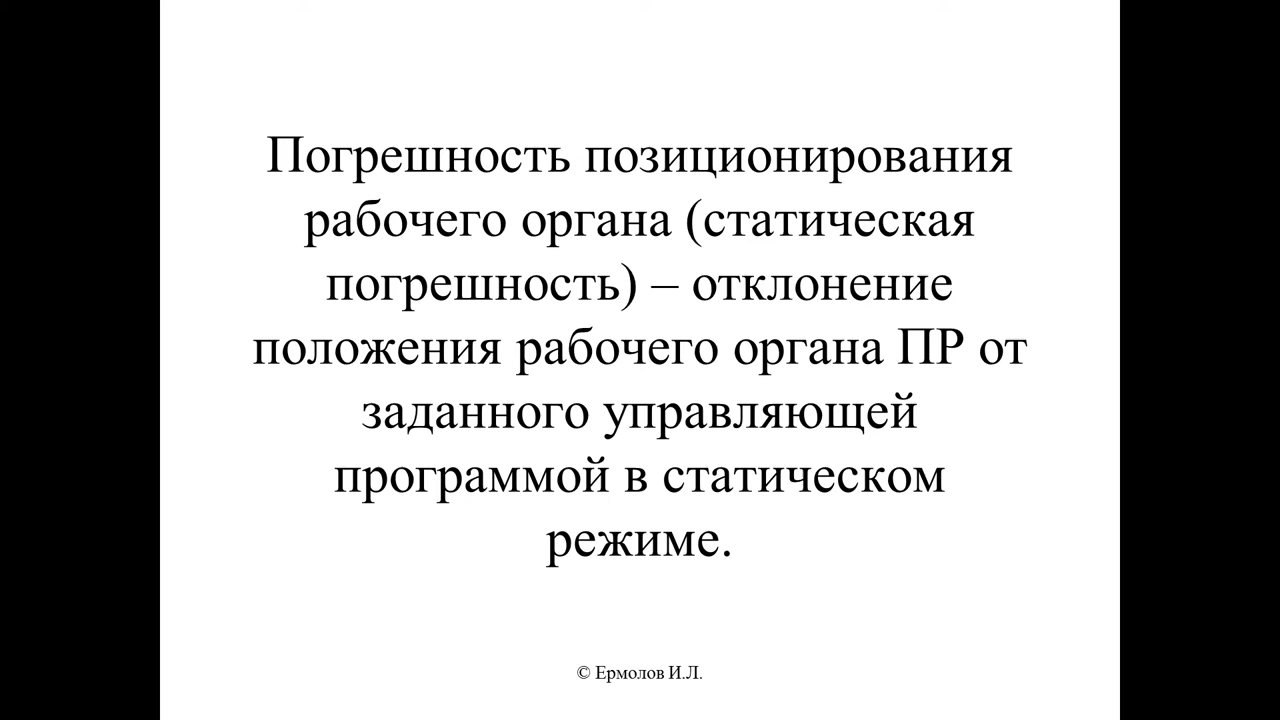 Погрешность позиционирования
рабочего органа (статическая
погрешность) – отклонение
положения рабочего органа ПР от
заданного управляющей
программой в статическом
режиме.
© Ермолов И.Л.